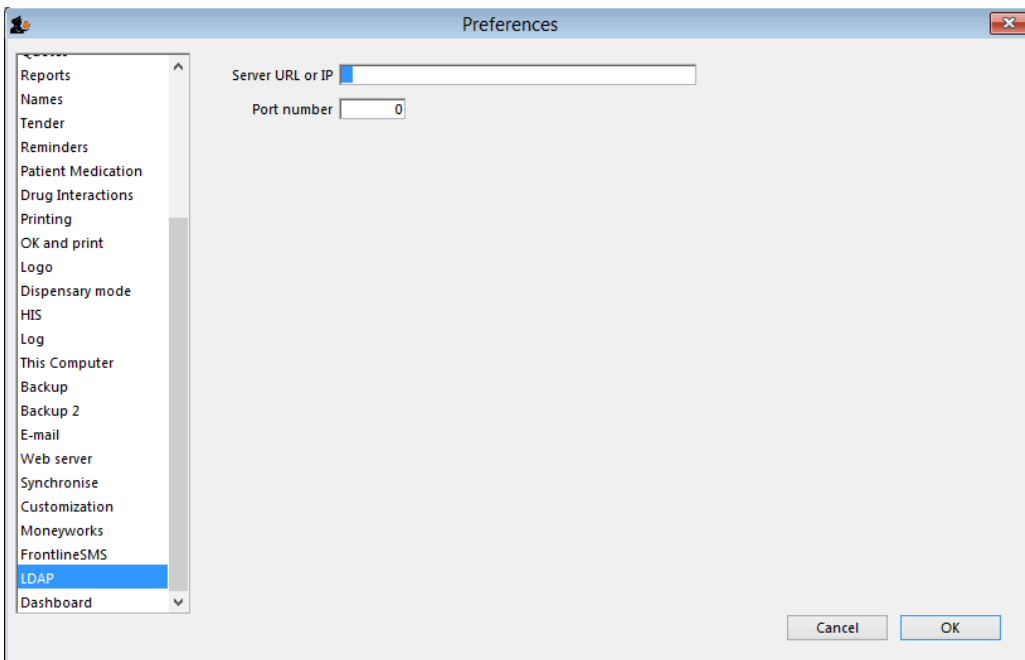 Preferences
Reports
Names
Tender
Reminders
Patient Medication
Drug Interactions
Printing
OK and print
Logo
Dispensary mode
HIS
Log
This Computer
Backup
Backup 2
E-mail
Web server
Synchronise
Customization
Moneyworks
FrontlineSMS
LDAP
Dashboard
Server URL or IP
Port number 0
Cancel OK